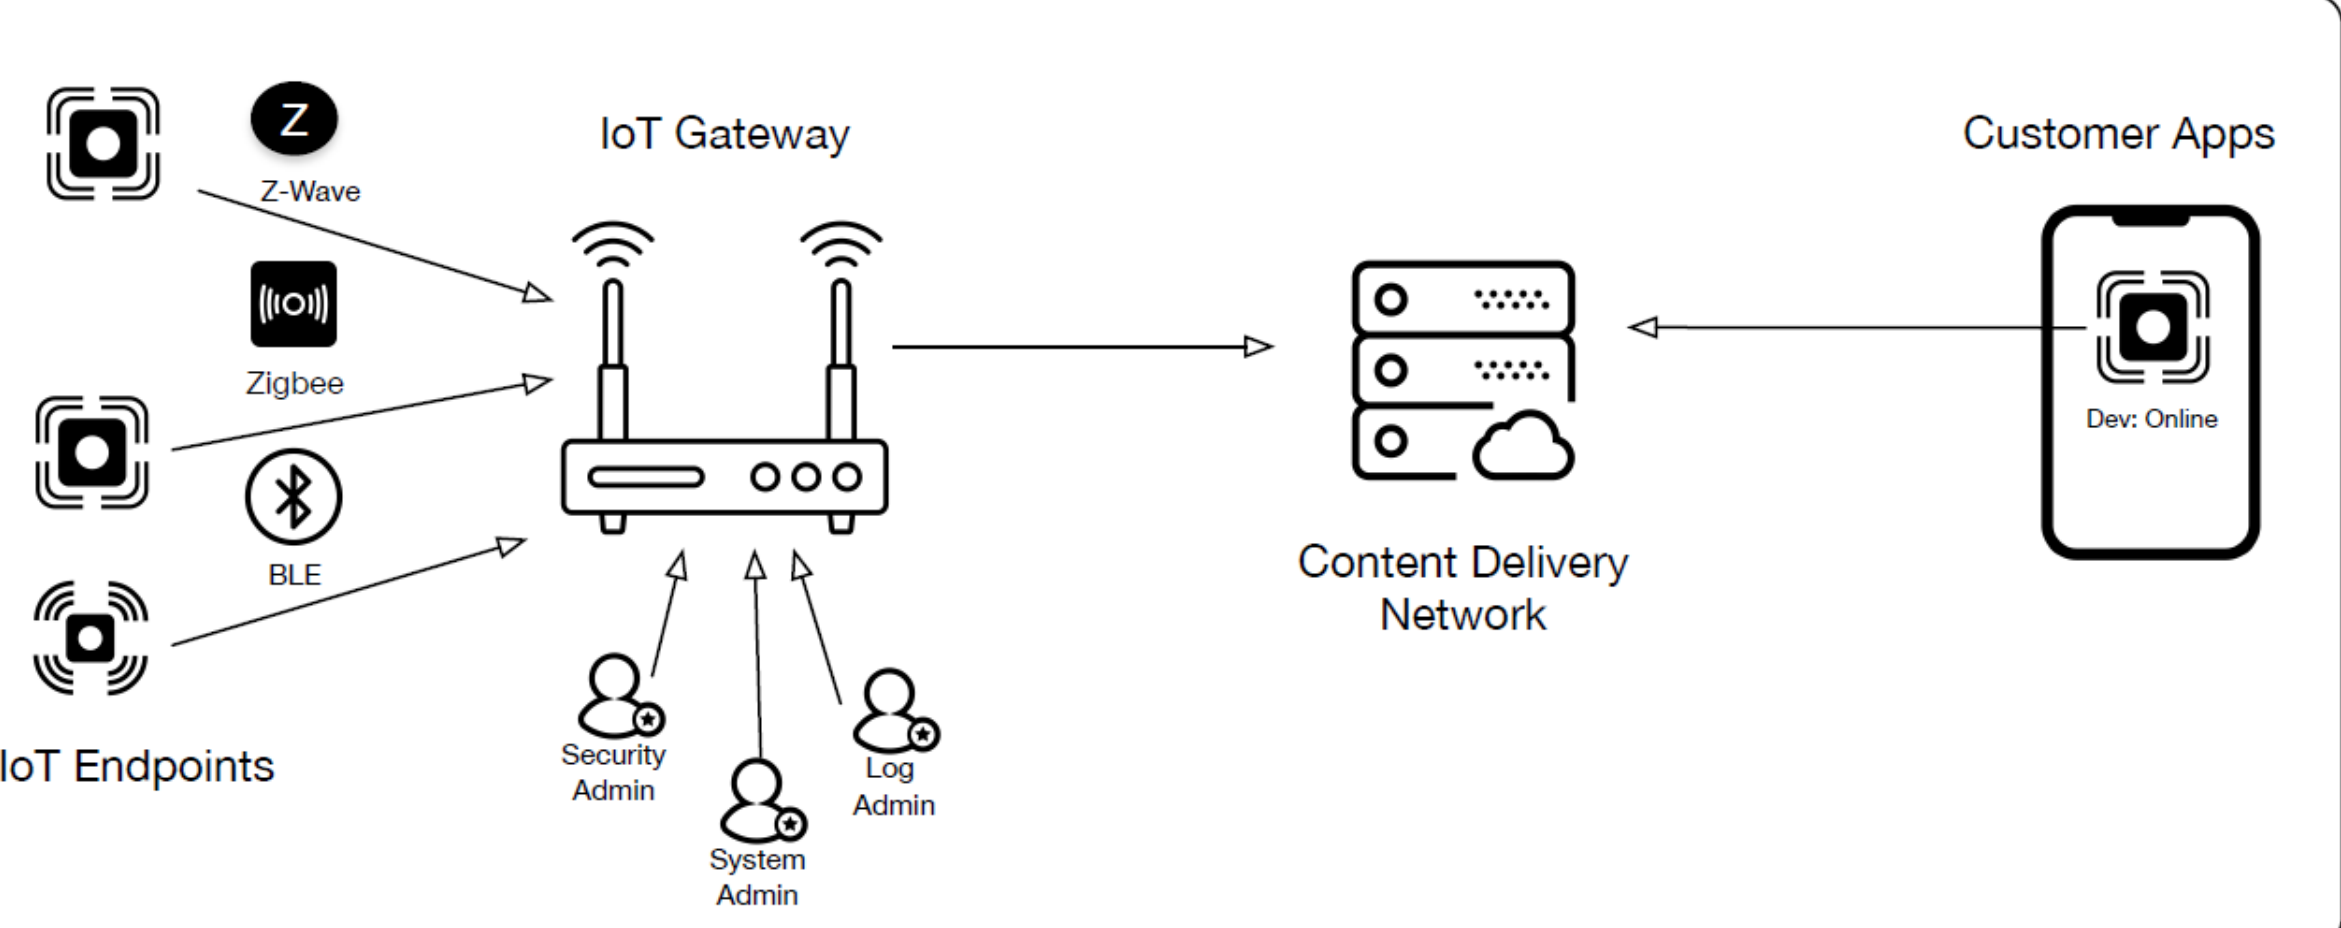 Z
Z-Wave
Zigbee
BLE
IoT Endpoints
IoT Gateway
Security
Admin
System
Admin
Log
Admin
Content Delivery
Network
Customer Apps
Dev: Online